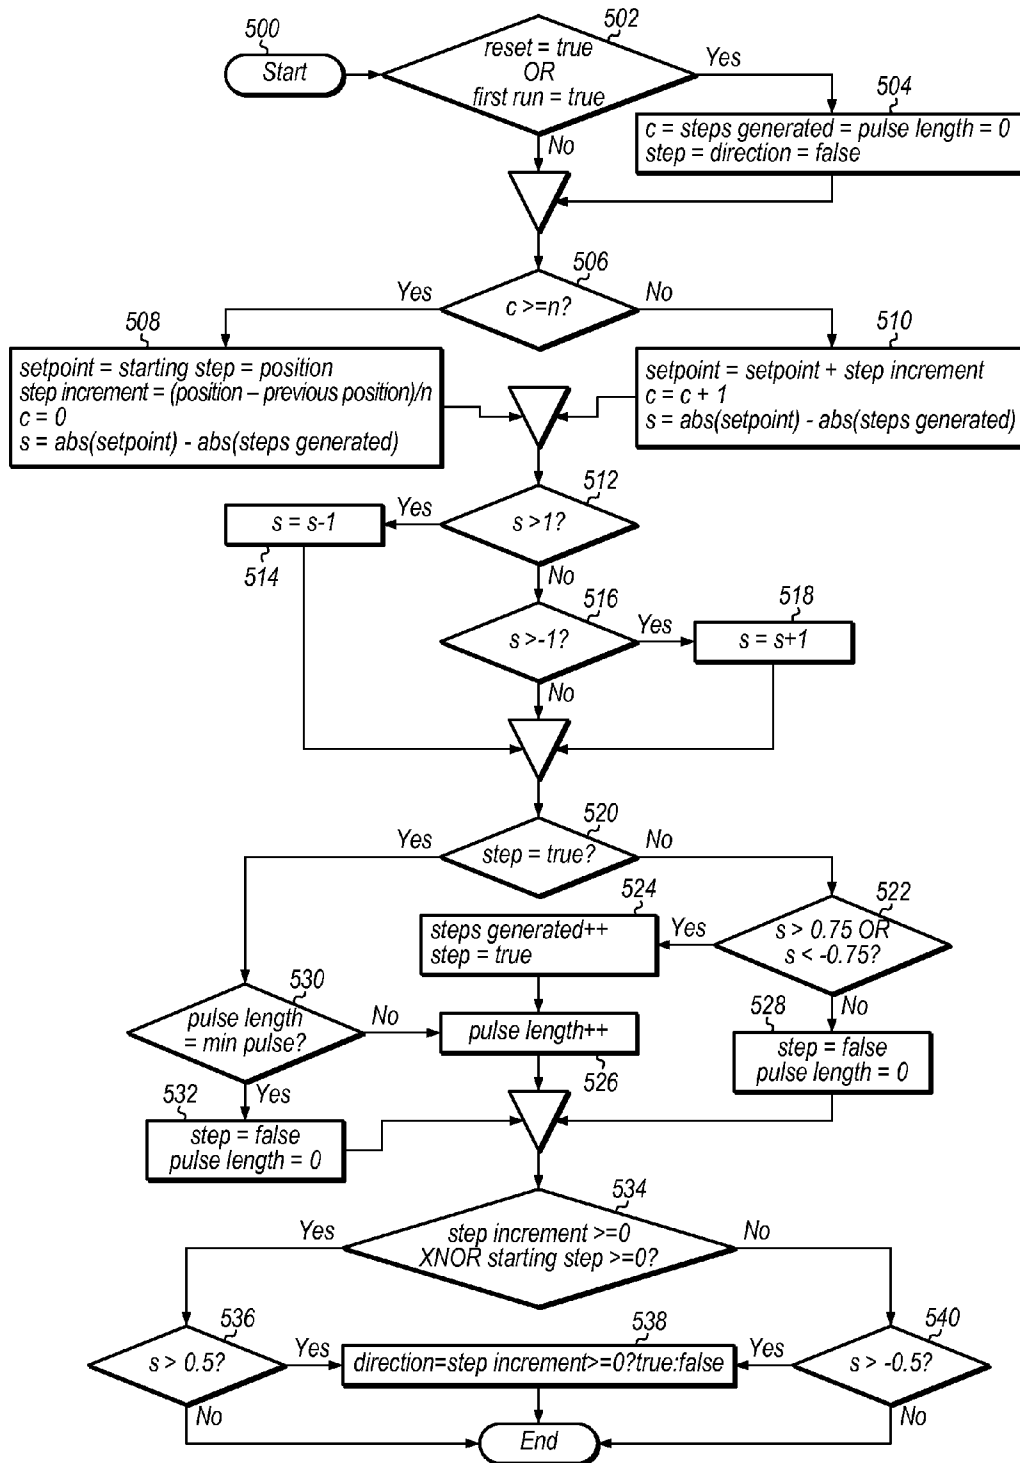 500
Start
502
reset = true
OR
first run = true
Yes
No
504
c = steps generated = pulse length = 0
step = direction = false
506
c >=n?
Yes
No
508
setpoint = starting step = position
step increment = (position – previous position)/n
c = 0
s = abs(setpoint) - abs(steps generated)
510
setpoint = setpoint + step increment
c = c + 1
s = abs(setpoint) - abs(steps generated)
512
s >1?
Yes
No
s = s-1
514
516
s >-1?
Yes
No
518
s = s+1
520
step = true?
Yes
No
522
s > 0.75 OR
s < -0.75?
Yes
No
524
steps generated++
step = true
530
pulse length
= min pulse?
No
Yes
pulse length++
526
528
step = false
pulse length = 0
532
step = false
pulse length = 0
534
step increment >=0
XNOR starting step >=0?
Yes
No
536
s > 0.5?
Yes
No
538
direction=step increment>=0?true:false
540
s > -0.5?
Yes
No
End